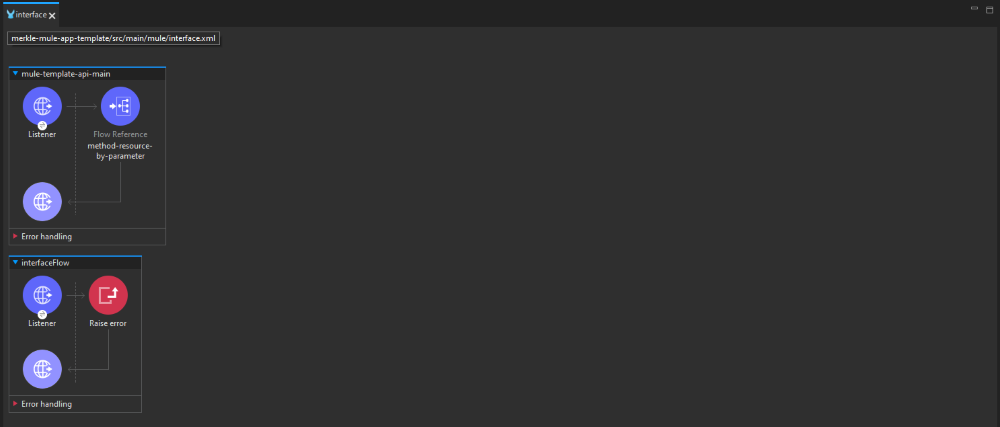 interface
merkle-mule-app-template/src/main/mule/interface.xml
mule-template-api-main
Listener
Flow Reference
method-resource-
by-parameter
Error handling
interfaceFlow
Listener
Raise error
Error handling